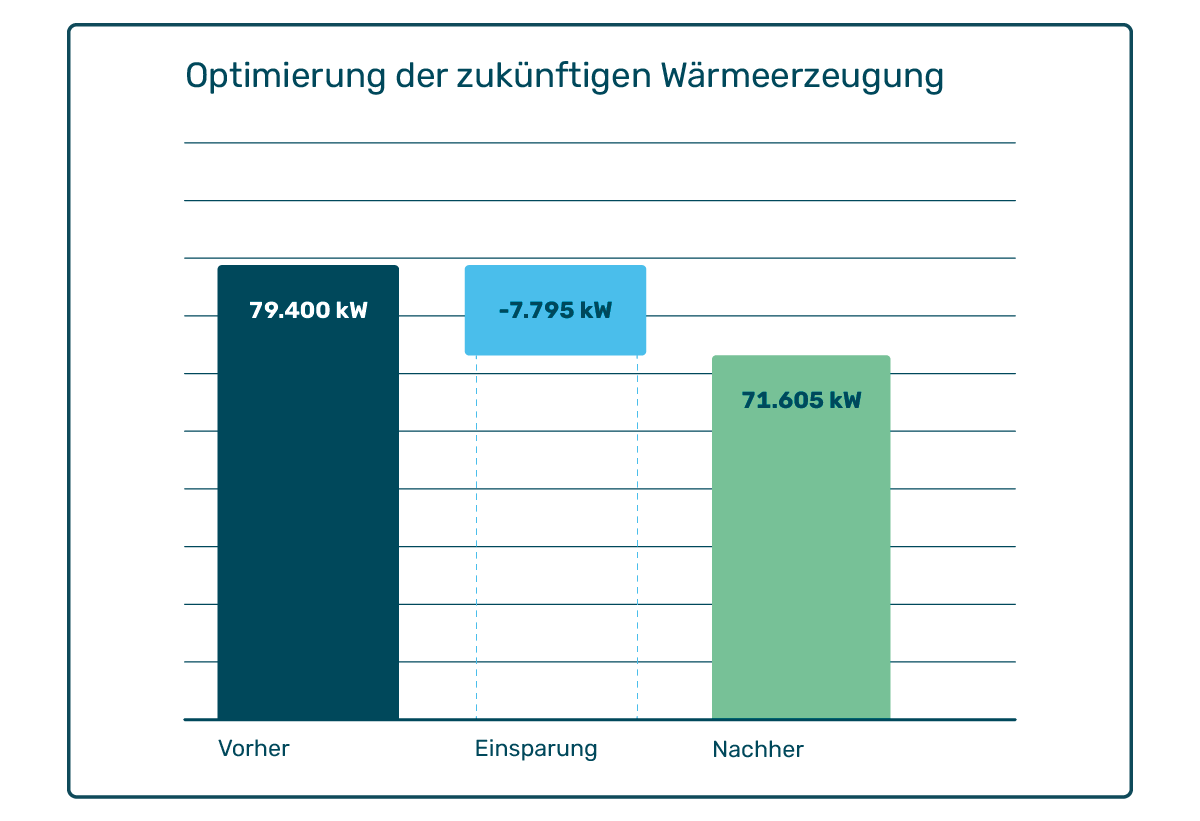 Optimierung der zukünftigen Wärmeerzeugung
79.400 kW
-7.795 kW
71.605 kW
Vorher
Einsparung
Nachher